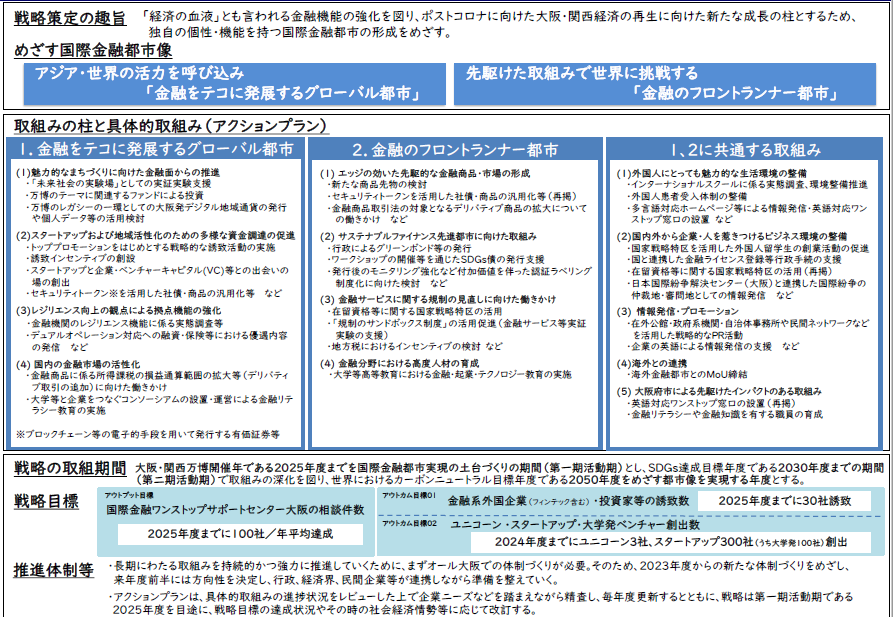 戦略策定の趣旨 「経済の血液」とも言われる金融機能の強化を図り、ポストコロナに向けた大阪・関西経済の再生に向けた新たな成長の柱とするため、
独自の個性・機能を持つ国際金融都市の形成をめざす。
めざす国際金融都市像
アジア・世界の活力を呼び込み
「金融をテコに発展するグローバル都市」
先駆けた取組みで世界に挑戦する
「金融のフロントランナー都市」
取組みの柱と具体的取組み（アクションプラン）
1．金融をテコに発展するグローバル都市
(1)魅力的なまちづくりに向けた金融面からの推進
・「未来社会の実験場」としての実証実験支援
・万博のテーマに関連するファンドによる投資
・万博のレガシーの一環としての大阪発デジタル地域通貨の発行
や個人データ等の活用検討
(2)スタートアップおよび地域活性化のための多様な資金調達の促進
・トッププロモーションをはじめとする戦略的な誘致活動の実施
・誘致インセンティブの創設
・スタートアップと企業・ベンチャーキャピタル(VC)等との出会いの
場の創出
・セキュリティトークン※を活用した社債・商品の汎用化等　など
(3)レジリエンス向上の観点による拠点機能の強化
・金融機関のレジリエンス機能に係る実態調査等
・デュアルオペレーション対応への融資・保険等における優遇内容
の発信　など
(4) 国内の金融市場の活性化
・金融商品に係る所得課税の損益通算範囲の拡大等（デリバティ
ブ取引の追加）に向けた働きかけ
・大学等と企業をつなぐコンソーシアムの設置・運営による金融リテ
ラシー教育の実施
※ブロックチェーン等の電子的手段を用いて発行する有価証券等
2．金融のフロントランナー都市
(1) エッジの効いた先駆的な金融商品・市場の形成
・新たな商品先物の検討
・セキュリティトークンを活用した社債・商品の汎用化等（再掲）
・金融商品取引法の対象となるデリバティブ商品の拡大について
の働きかけ　など
(2) サステナブルファイナンス先進都市に向けた取組み
・行政によるグリーンボンド等の発行
・ワークショップの開催等を通じたSDGs債の発行支援
・発行後のモニタリング強化など付加価値を伴った認証ラベリング
制度化に向けた検討　など
(3) 金融サービスに関する規制の見直しに向けた働きかけ
・在留資格等に関する国家戦略特区の活用
・「規制のサンドボックス制度」の活用促進（金融サービス等実証
実験の支援）
・地方税におけるインセンティブの検討　など
(4) 金融分野における高度人材の育成
・大学等高等教育における金融・起業・テクノロジー教育の実施
1、2に共通する取組み
(1)外国人にとっても魅力的な生活環境の整備
・インターナショナルスクールに係る実態調査、環境整備推進
・外国人患者受入体制の整備
・多言語対応ホームページ等による情報発信・英語対応ワン
ストップ窓口の設置　など
(2)国内外から企業・人を惹きつけるビジネス環境の整備
・国家戦略特区を活用した外国人留学生の創業活動の促進
・国と連携した金融ライセンス登録等行政手続の支援
・在留資格等に関する国家戦略特区の活用（再掲）
・日本国際紛争解決センター（大阪）と連携した国際紛争の
仲裁地・審問地としての情報発信　など
(3) 情報発信・プロモーション
・在外公館・政府系機関・自治体事務所や民間ネットワークなど
を活用した戦略的なPR活動
・企業の英語による情報発信の支援　など
(4)海外との連携
・海外金融都市とのMoU締結
(5) 大阪府市による先駆けたインパクトのある取組み
・英語対応ワンストップ窓口の設置（再掲）
・金融リテラシーや金融知識を有する職員の育成
戦略の取組期間 大阪・関西万博開催年である2025年度までを国際金融都市実現の土台づくりの期間（第一期活動期）とし、SDGs達成目標年度である2030年度までの期間
（第二期活動期）で取組みの深化を図り、世界におけるカーボンニュートラル目標年度である2050年度をめざす都市像を実現する年度とする。
戦略目標
アウトプット目標
国際金融ワンストップサポートセンター大阪の相談件数
2025年度までに100社／年平均達成
アウトカム目標01
金融系外国企業（フィンテック含む）・投資家等の誘致数
2025年度までに30社誘致
アウトカム目標02
ユニコーン・スタートアップ・大学発ベンチャー創出数
2024年度までにユニコーン3社、スタートアップ300社（うち大学発100社）創出
推進体制等
・長期にわたる取組みを持続的かつ強力に推進していくために、まずオール大阪での体制づくりが必要。そのため、2023年度からの新たな体制づくりをめざし、
来年度前半には方向性を決定し、行政、経済界、民間企業等が連携しながら準備を整えていく。
・アクションプランは、具体的取組みの進捗状況をレビューした上で企業ニーズなどを踏まえながら精査し、毎年度更新するとともに、戦略は第一期活動期である
2025年度を目途に、戦略目標の達成状況やその時の社会経済情勢等に応じて改訂する。